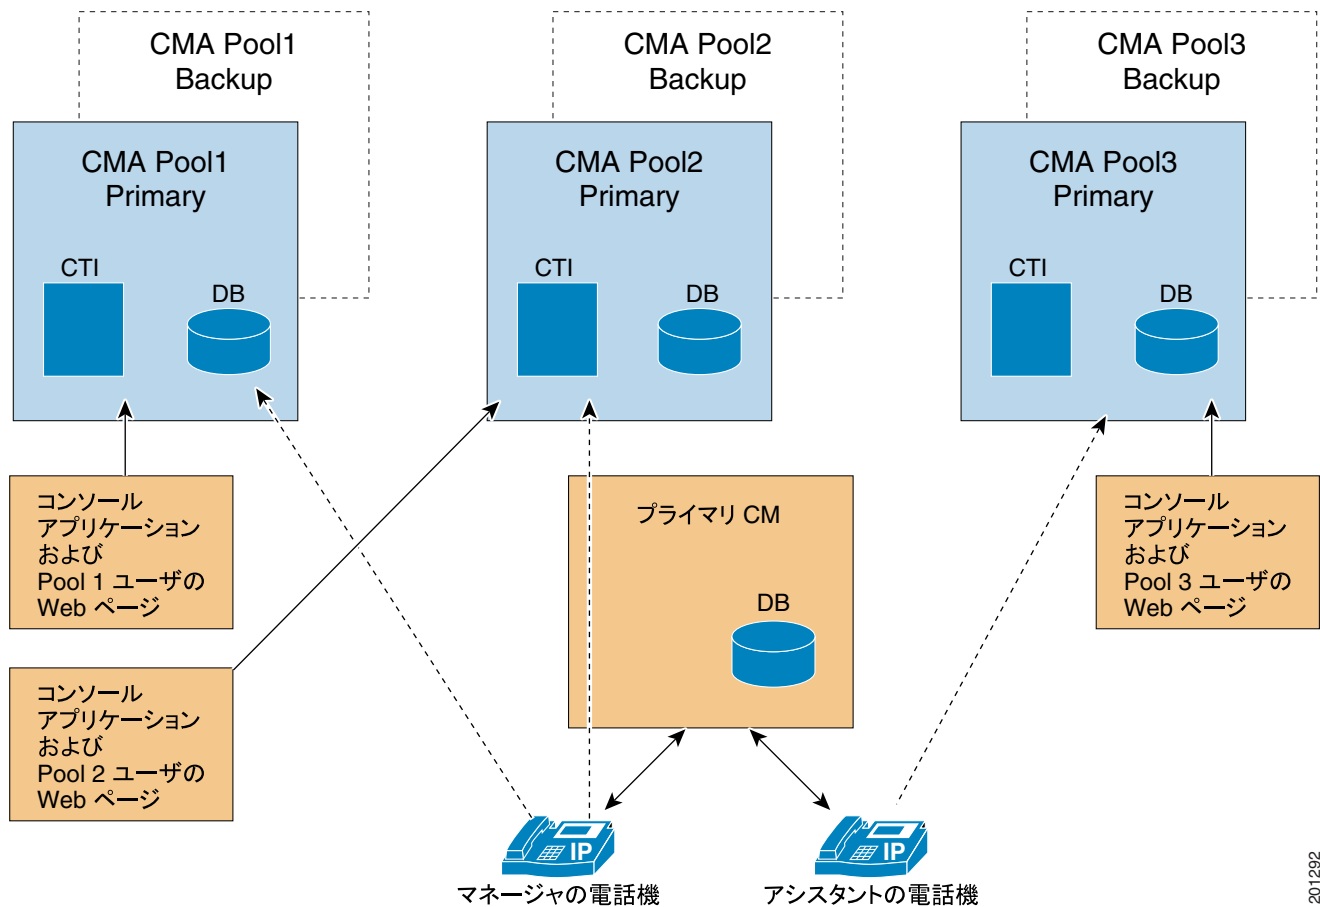 CMA Pool1
Backup
CMA Pool2
Backup
CMA Pool3
Backup
CMA Pool1
Primary
CMA Pool2
Primary
CMA Pool3
Primary
CTI
DB
CTI
DB
CTI
DB
コンソール
アプリケーション
および
Pool 1 ユーザの
Web ページ
プライマリ CM
DB
コンソール
アプリケーション
および
Pool 3 ユーザの
Web ページ
コンソール
アプリケーション
および
Pool 2 ユーザの
Web ページ
IP
マネージャの電話機
IP
アシスタントの電話機
201292